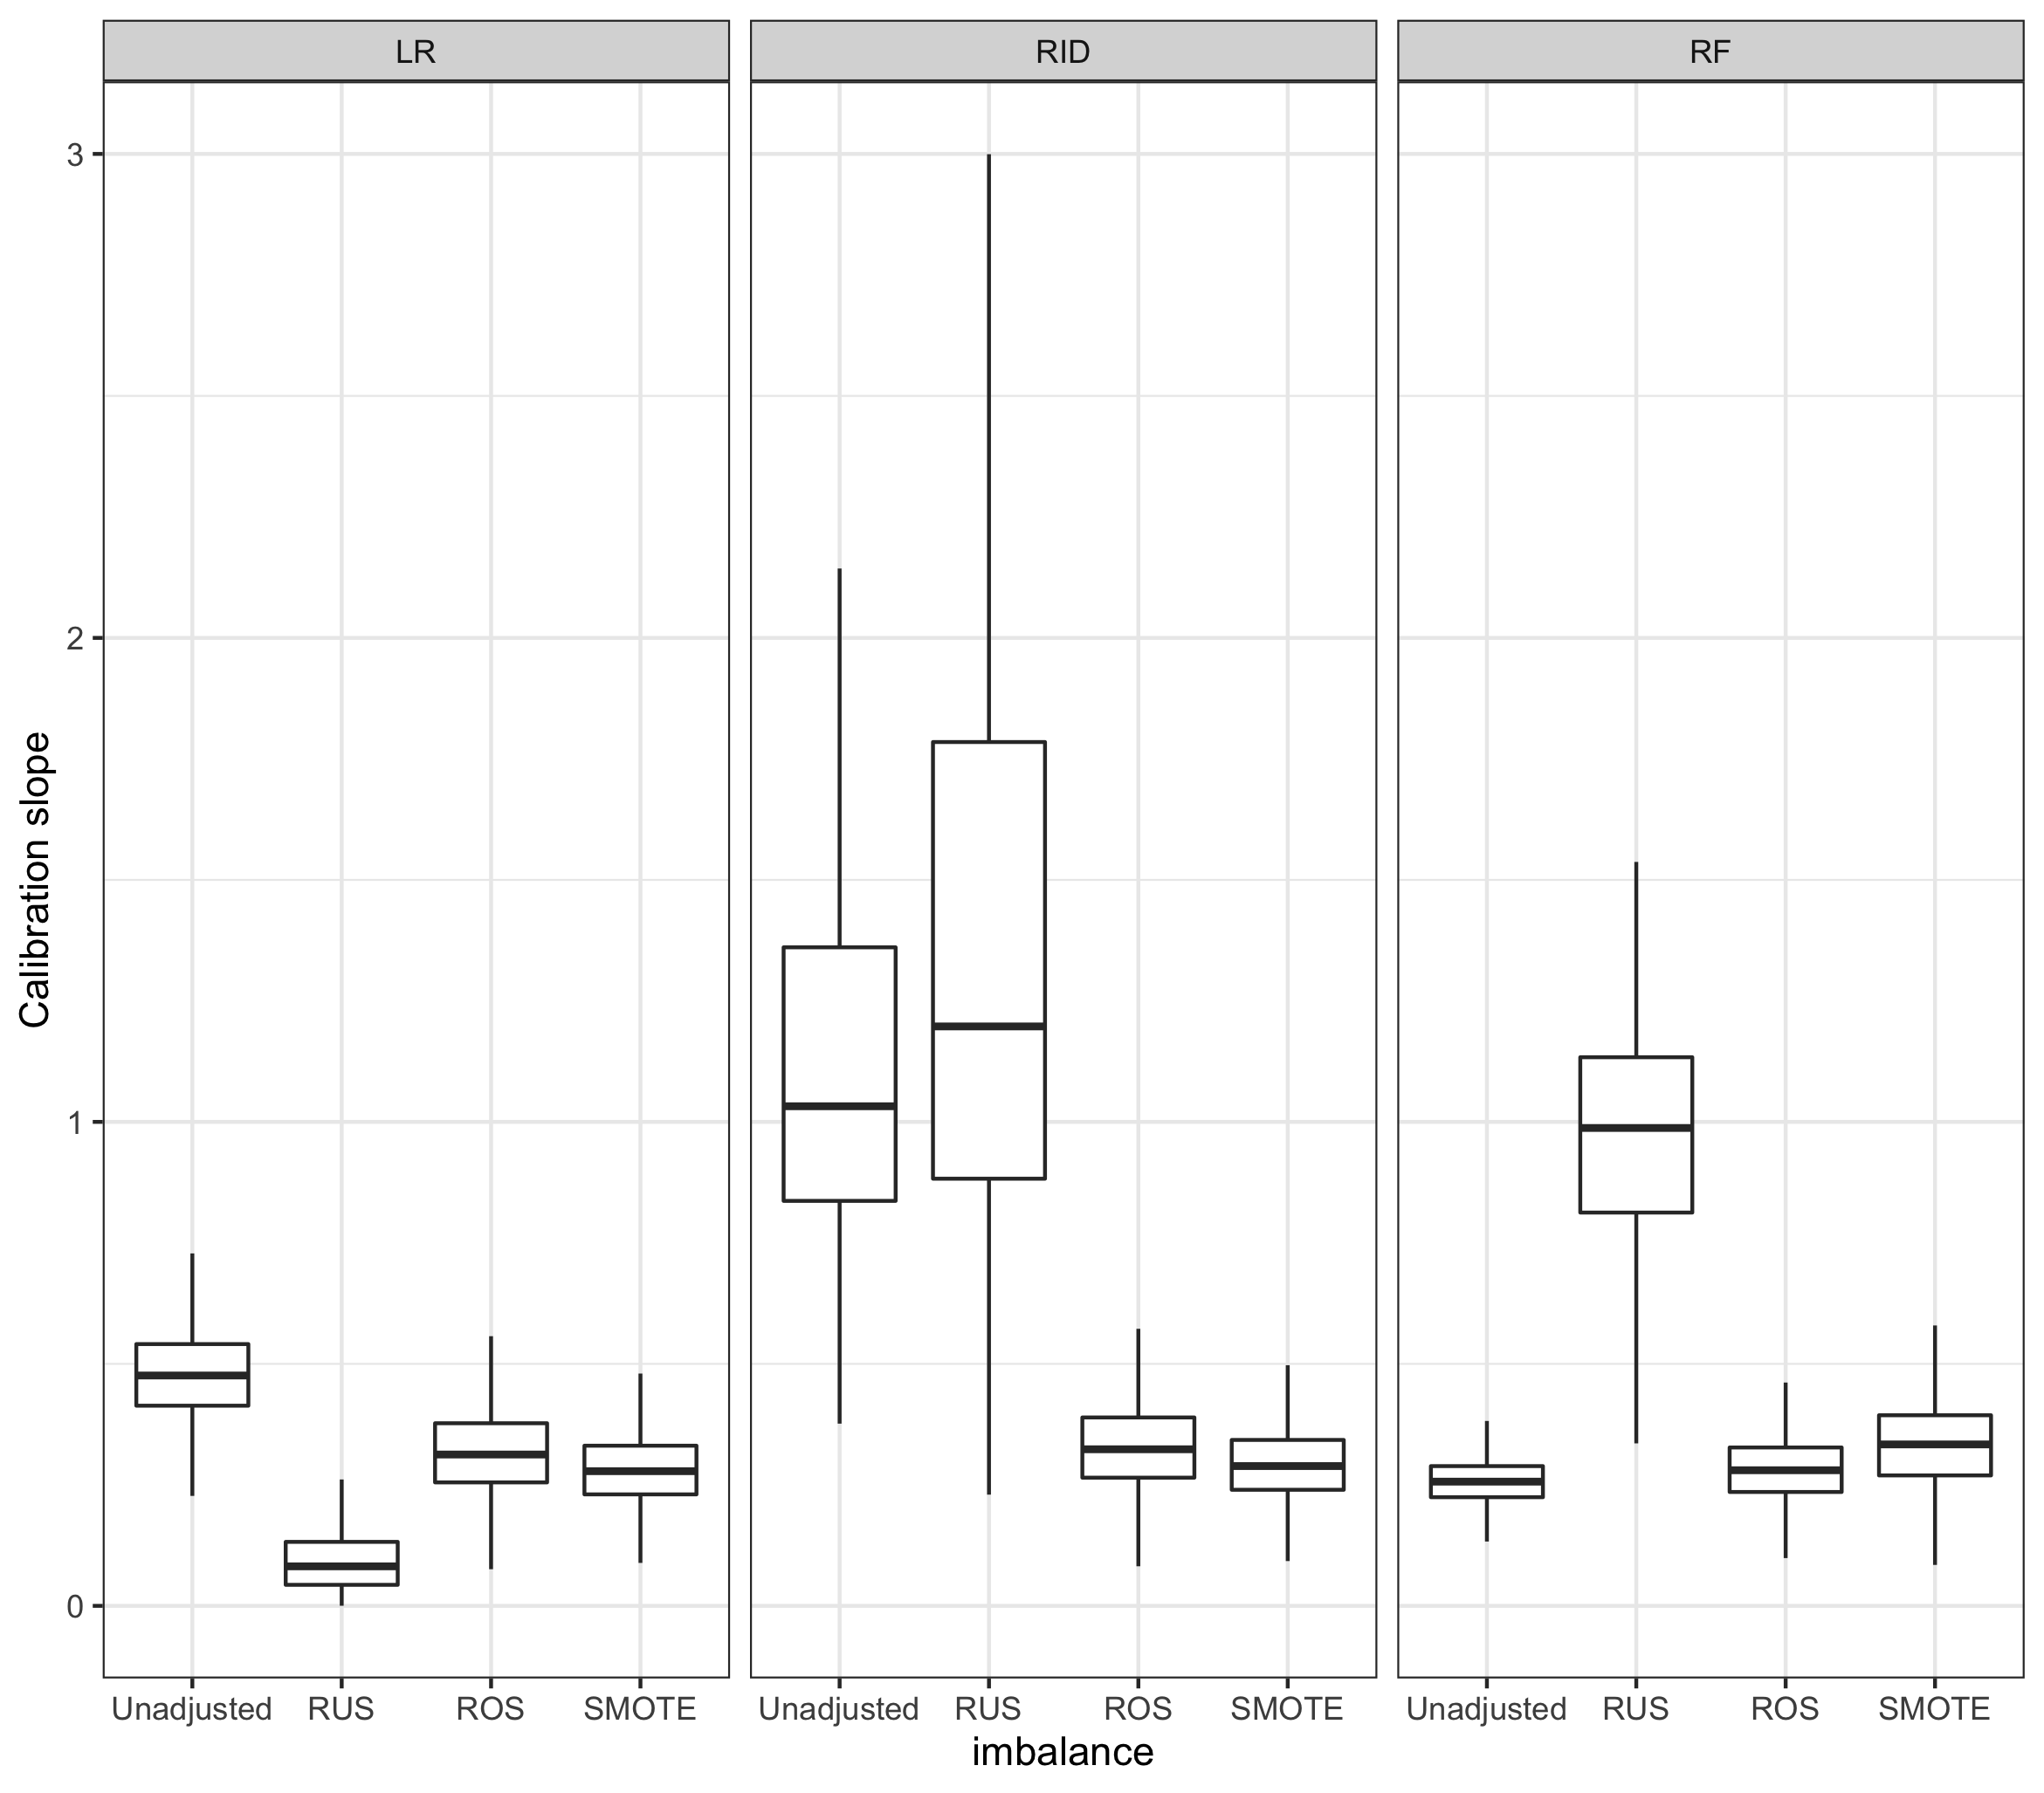 LR RID RF
3
2
1
0
Calibration slope
Unadjusted RUS ROS SMOTE Unadjusted RUS ROS SMOTE Unadjusted RUS ROS SMOTE
imbalance